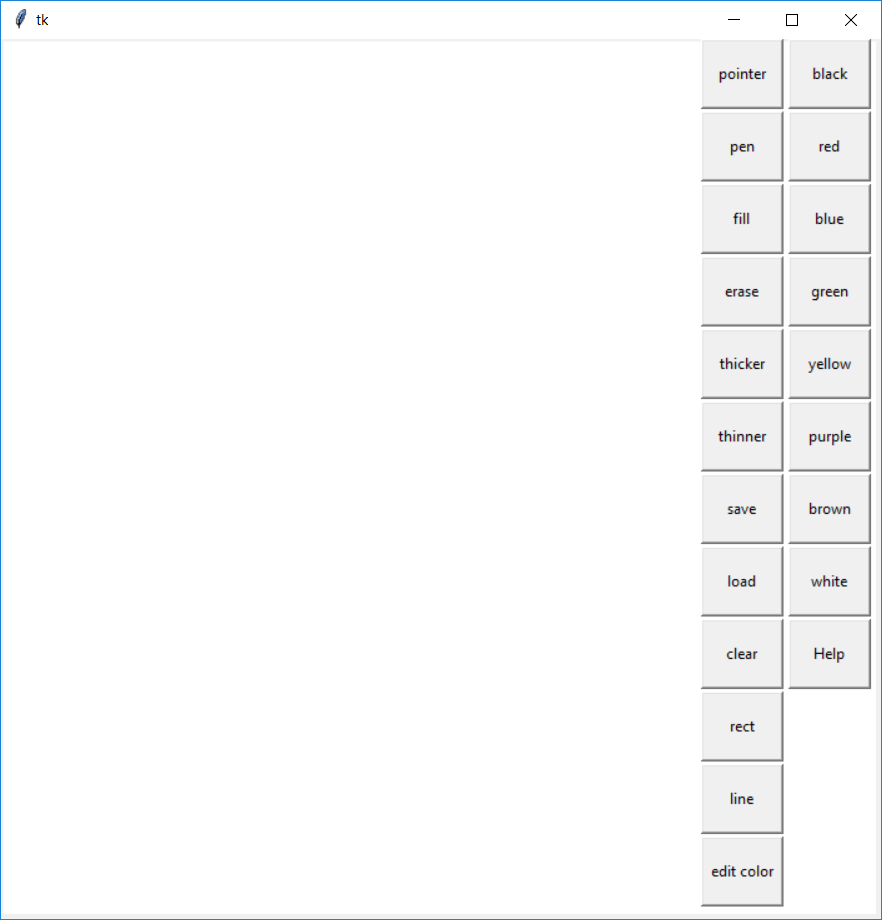 tk
pointer black
pen red
fill blue
erase green
thicker yellow
thinner purple
save brown
load white
clear Help
rect
line
edit color